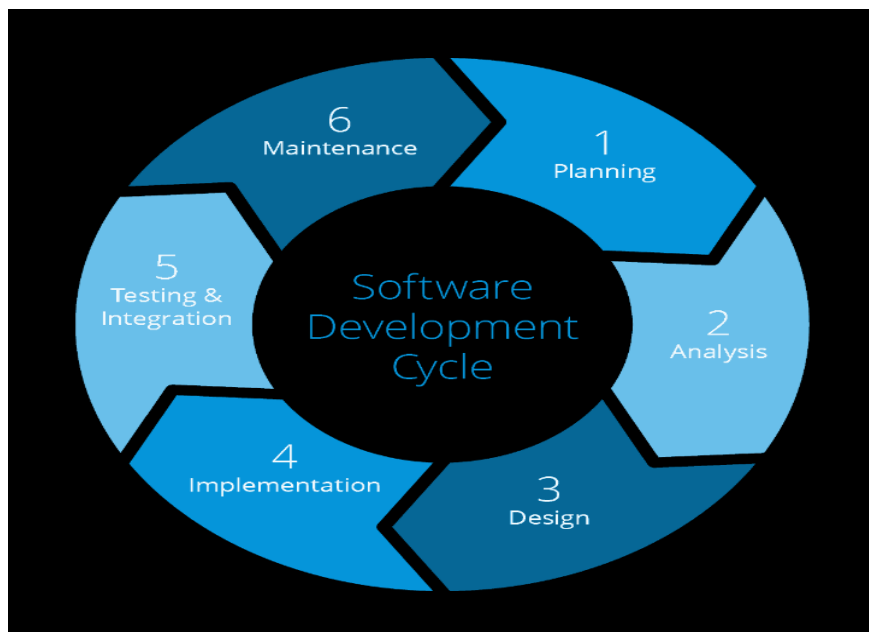 6
Maintenance
1
Planning
5
Testing &
Integration
Software
Development
Cycle
2
Analysis
4
Implementation
3
Design